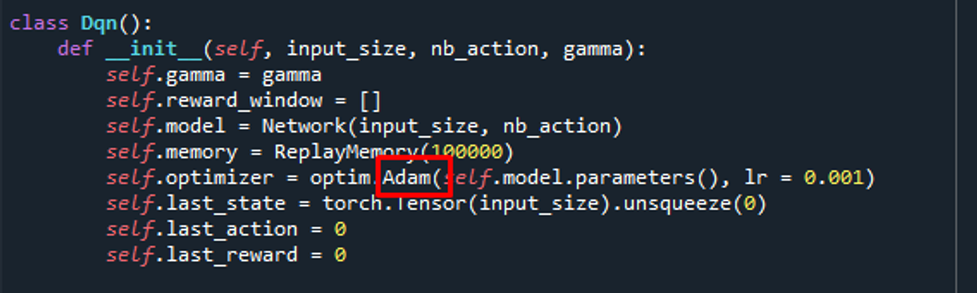 class Dqn():
def __init__(self, input_size, nb_action, gamma):
self.gamma = gamma
self.reward_window = []
self.model = Network(input_size, nb_action)
self.memory = ReplayMemory(100000)
self.optimizer = optim.Adam(self.model.parameters(), lr = 0.001)
self.last_state = torch.Tensor(input_size).unsqueeze(0)
self.last_action = 0
self.last_reward = 0